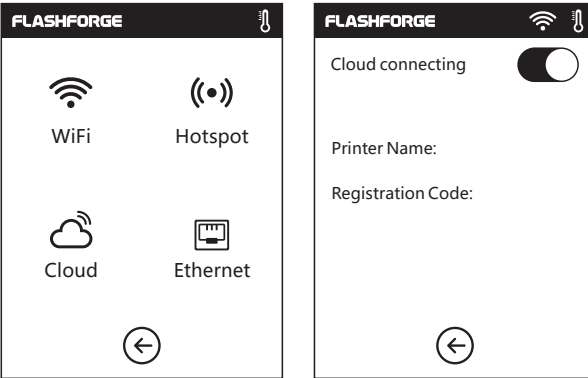 FLASHFORGE
WiFi Hotspot
Cloud Ethernet
FLASHFORGE
Cloud connecting
Printer Name:
Registration Code: